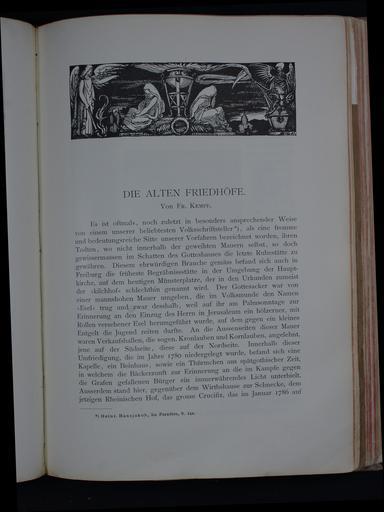 DIE ALTEN FRIEDHÖFE.
Von Fr. Kempf.
Es ist oftmals, noch zuletzt in besonders ansprechender Weise
von einem unserer beliebtesten Volksschriftsteller*), als eine fromme
und bedeutungsreiche Sitte unserer Vorfahren bezeichnet worden, ihren
Todten, wo nicht innerhalb der geweihten Mauern selbst, so doch
gewissermassen im Schatten des Gotteshauses die letzte Ruhestätte zu
gewähren. Diesem ehrwürdigen Brauche gemäss befand sich auch in
Freiburg die früheste Begräbnissstätte in der Umgebung der Haupt-
kirche, auf dem heutigen Münsterplatze, der in den Urkunden zumeist
der «kilchhof» schlechthin genannt wird. Der Gottesacker war von
einer mannshohen Mauer umgeben, die im Volksmunde den Namen
«Esel» trug und zwar desshalb, weil auf ihr am Palmsonntage zur
Erinnerung an den Einzug des Herrn in Jerusalem ein hölzerner, mit
Rollen versehener Esel herumgeführt wurde, auf dem gegen ein kleines
Entgelt die Jugend reiten durfte. An die Aussenseiten dieser Mauer
waren Verkaufshallen, die sogen. Kornlauben und Kornlauben, angelehnt,
jene auf der Südseite, diese auf der Nordseite. Innerhalb dieser
Umfriedigung, die im Jahre 1780 niedergelegt wurde, befand sich eine
Kapelle, ein Beinhaus, sowie ein Thürmchen aus spätgothischer Zeit,
in welchem die Bäckerzunft zur Erinnerung an die im Kampfe gegen
die Grafen gefallenen Bürger ein immerwährendes Licht unterhielt.
Ausserdem stand hier, gegenüber dem Wirthshause zur Schnecke, dem
jetzigen Rheinischen Hof, das grosse Crucifix, das im Januar 1786 auf
*) Heinr. Hansjakob, Im Paradies, S.